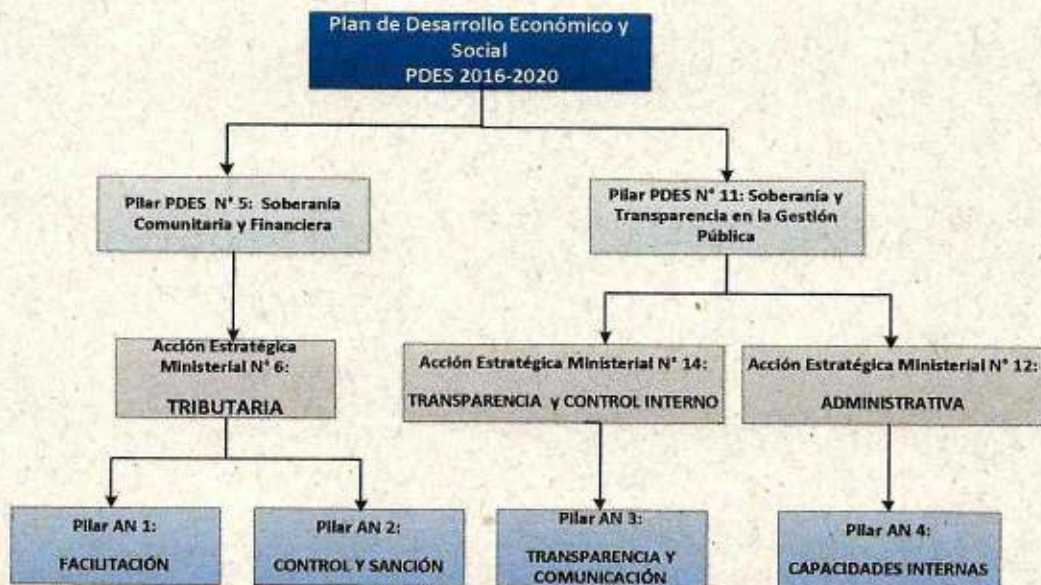 Plan de Desarrollo Económico y
Social
PDES 2016-2020
Pilar PDES N° 5: Soberanía
Comunitaria y Financiera
Pilar PDES N° 11: Soberanía y
Transparencia en la Gestión
Pública
Acción Estratégica
Ministerial N° 6:
TRIBUTARIA
Acción Estratégica Ministerial N° 14:
TRANSPARENCIA y CONTROL INTERNO
Acción Estratégica Ministerial N° 12:
ADMINISTRATIVA
Pilar AN 1:
FACILITACIÓN
Pilar AN 2:
CONTROL Y SANCIÓN
Pilar AN 3:
TRANSPARENCIA Y
COMUNICACIÓN
Pilar AN 4:
CAPACIDADES INTERNAS